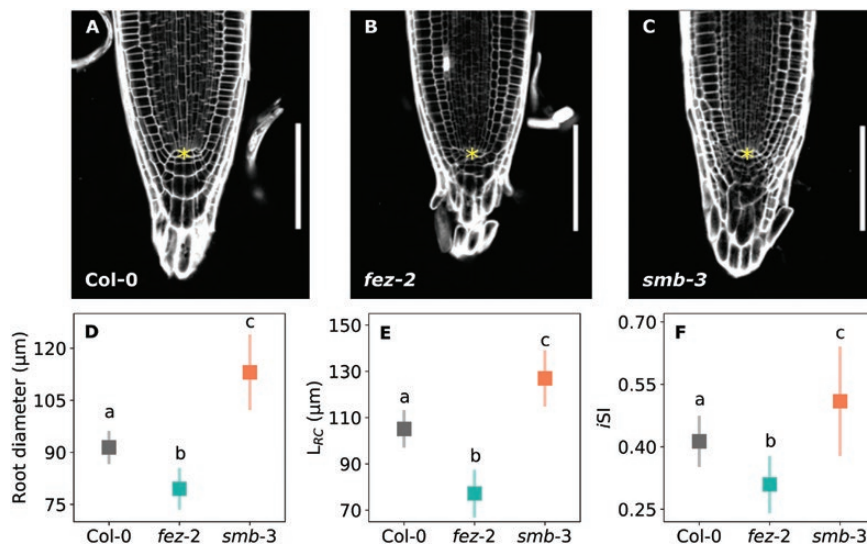 A
B
C
*
*
*
Col-0
fez-2
smb-3
D
E
F
Root diameter (µm)
120
105
90
75
a
b
c
Col-0
fez-2
smb-3
L_RC (µm)
150
130
110
90
70
a
b
c
Col-0
fez-2
smb-3
iSI
0.70
0.55
0.40
0.25
a
b
c
Col-0
fez-2
smb-3